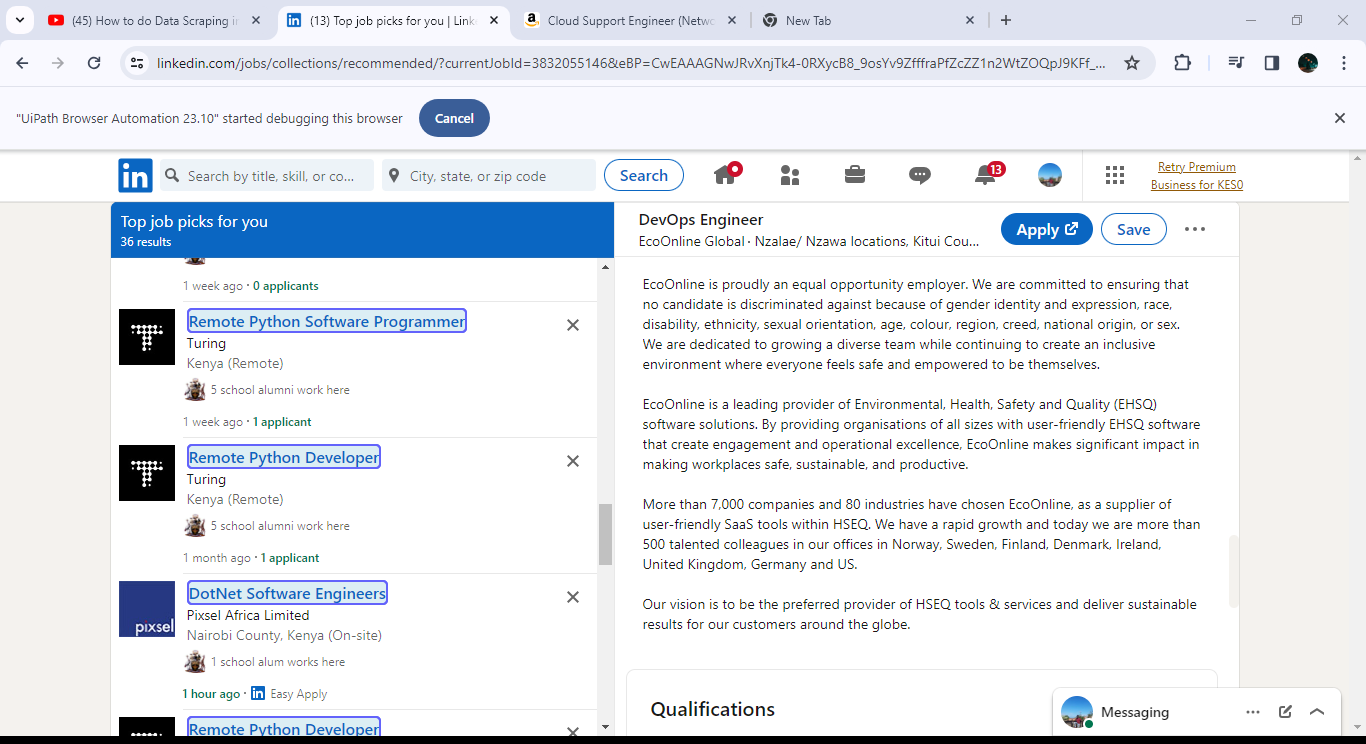 (45) How to do Data Scraping in
(13) Top job picks for you | Link
Cloud Support Engineer (Netwo
New Tab
linkedin.com/jobs/collections/recommended/?currentJobId=3832055146&eBP=CwEAAAGNwJRvXnjTk4-0RXycB8_9osYv9ZfffraPfZcZZ1n2WtZOQpJ9KFf_...
"UiPath Browser Automation 23.10" started debugging this browser
Cancel
in
Search by title, skill, or co...
City, state, or zip code
Search
13
Retry Premium
Business for KES0
Top job picks for you
36 results
1 week ago · 0 applicants
Remote Python Software Programmer
Turing
Kenya (Remote)
5 school alumni work here
1 week ago · 1 applicant
Remote Python Developer
Turing
Kenya (Remote)
5 school alumni work here
1 month ago · 1 applicant
DotNet Software Engineers
Pixsel Africa Limited
pixsel
Nairobi County, Kenya (On-site)
1 school alum works here
1 hour ago · in Easy Apply
Remote Python Developer
DevOps Engineer
EcoOnline Global · Nzalae/ Nzawa locations, Kitui Cou...
Apply
Save
EcoOnline is proudly an equal opportunity employer. We are committed to ensuring that
no candidate is discriminated against because of gender identity and expression, race,
disability, ethnicity, sexual orientation, age, colour, region, creed, national origin, or sex.
We are dedicated to growing a diverse team while continuing to create an inclusive
environment where everyone feels safe and empowered to be themselves.
EcoOnline is a leading provider of Environmental, Health, Safety and Quality (EHSQ)
software solutions. By providing organisations of all sizes with user-friendly EHSQ software
that create engagement and operational excellence, EcoOnline makes significant impact in
making workplaces safe, sustainable, and productive.
More than 7,000 companies and 80 industries have chosen EcoOnline, as a supplier of
user-friendly SaaS tools within HSEQ. We have a rapid growth and today we are more than
500 talented colleagues in our offices in Norway, Sweden, Finland, Denmark, Ireland,
United Kingdom, Germany and US.
Our vision is to be the preferred provider of HSEQ tools & services and deliver sustainable
results for our customers around the globe.
Qualifications
Messaging